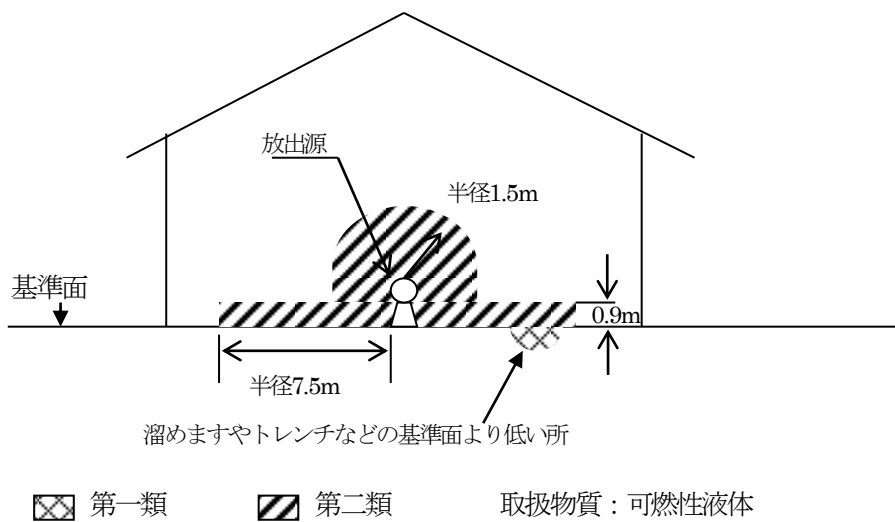 放出源
半径1.5m
基準面
0.9m
半径7.5m
溜めますやトレンチなどの基準面より低い所
第一類 第二類 取扱物質：可燃性液体